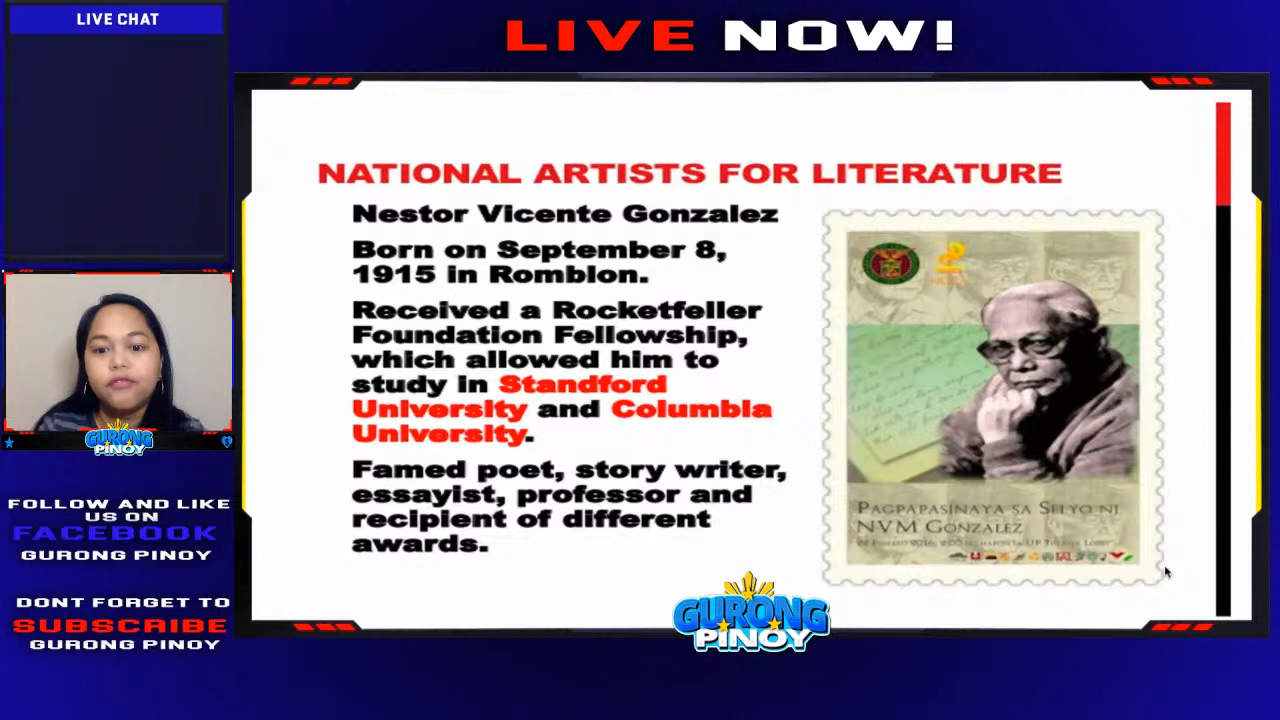 LIVE CHAT
LIVE NOW!
NATIONAL ARTISTS FOR LITERATURE
Nestor Vicente Gonzalez
Born on September 8,
1915 in Romblon.
Received a Rocketfeller
Foundation Fellowship,
which allowed him to
study in Standford
University and Columbia
University.
Famed poet, story writer,
essayist, professor and
recipient of different
awards.
PAGPAPASINAYA SA SELYO NI
NVM GONZALEZ
GURONG
PINOY
FOLLOW AND LIKE
US ON
FACEBOOK
GURONG PINOY
DONT FORGET TO
SUBSCRIBE
GURONG PINOY
GURONG
PINOY